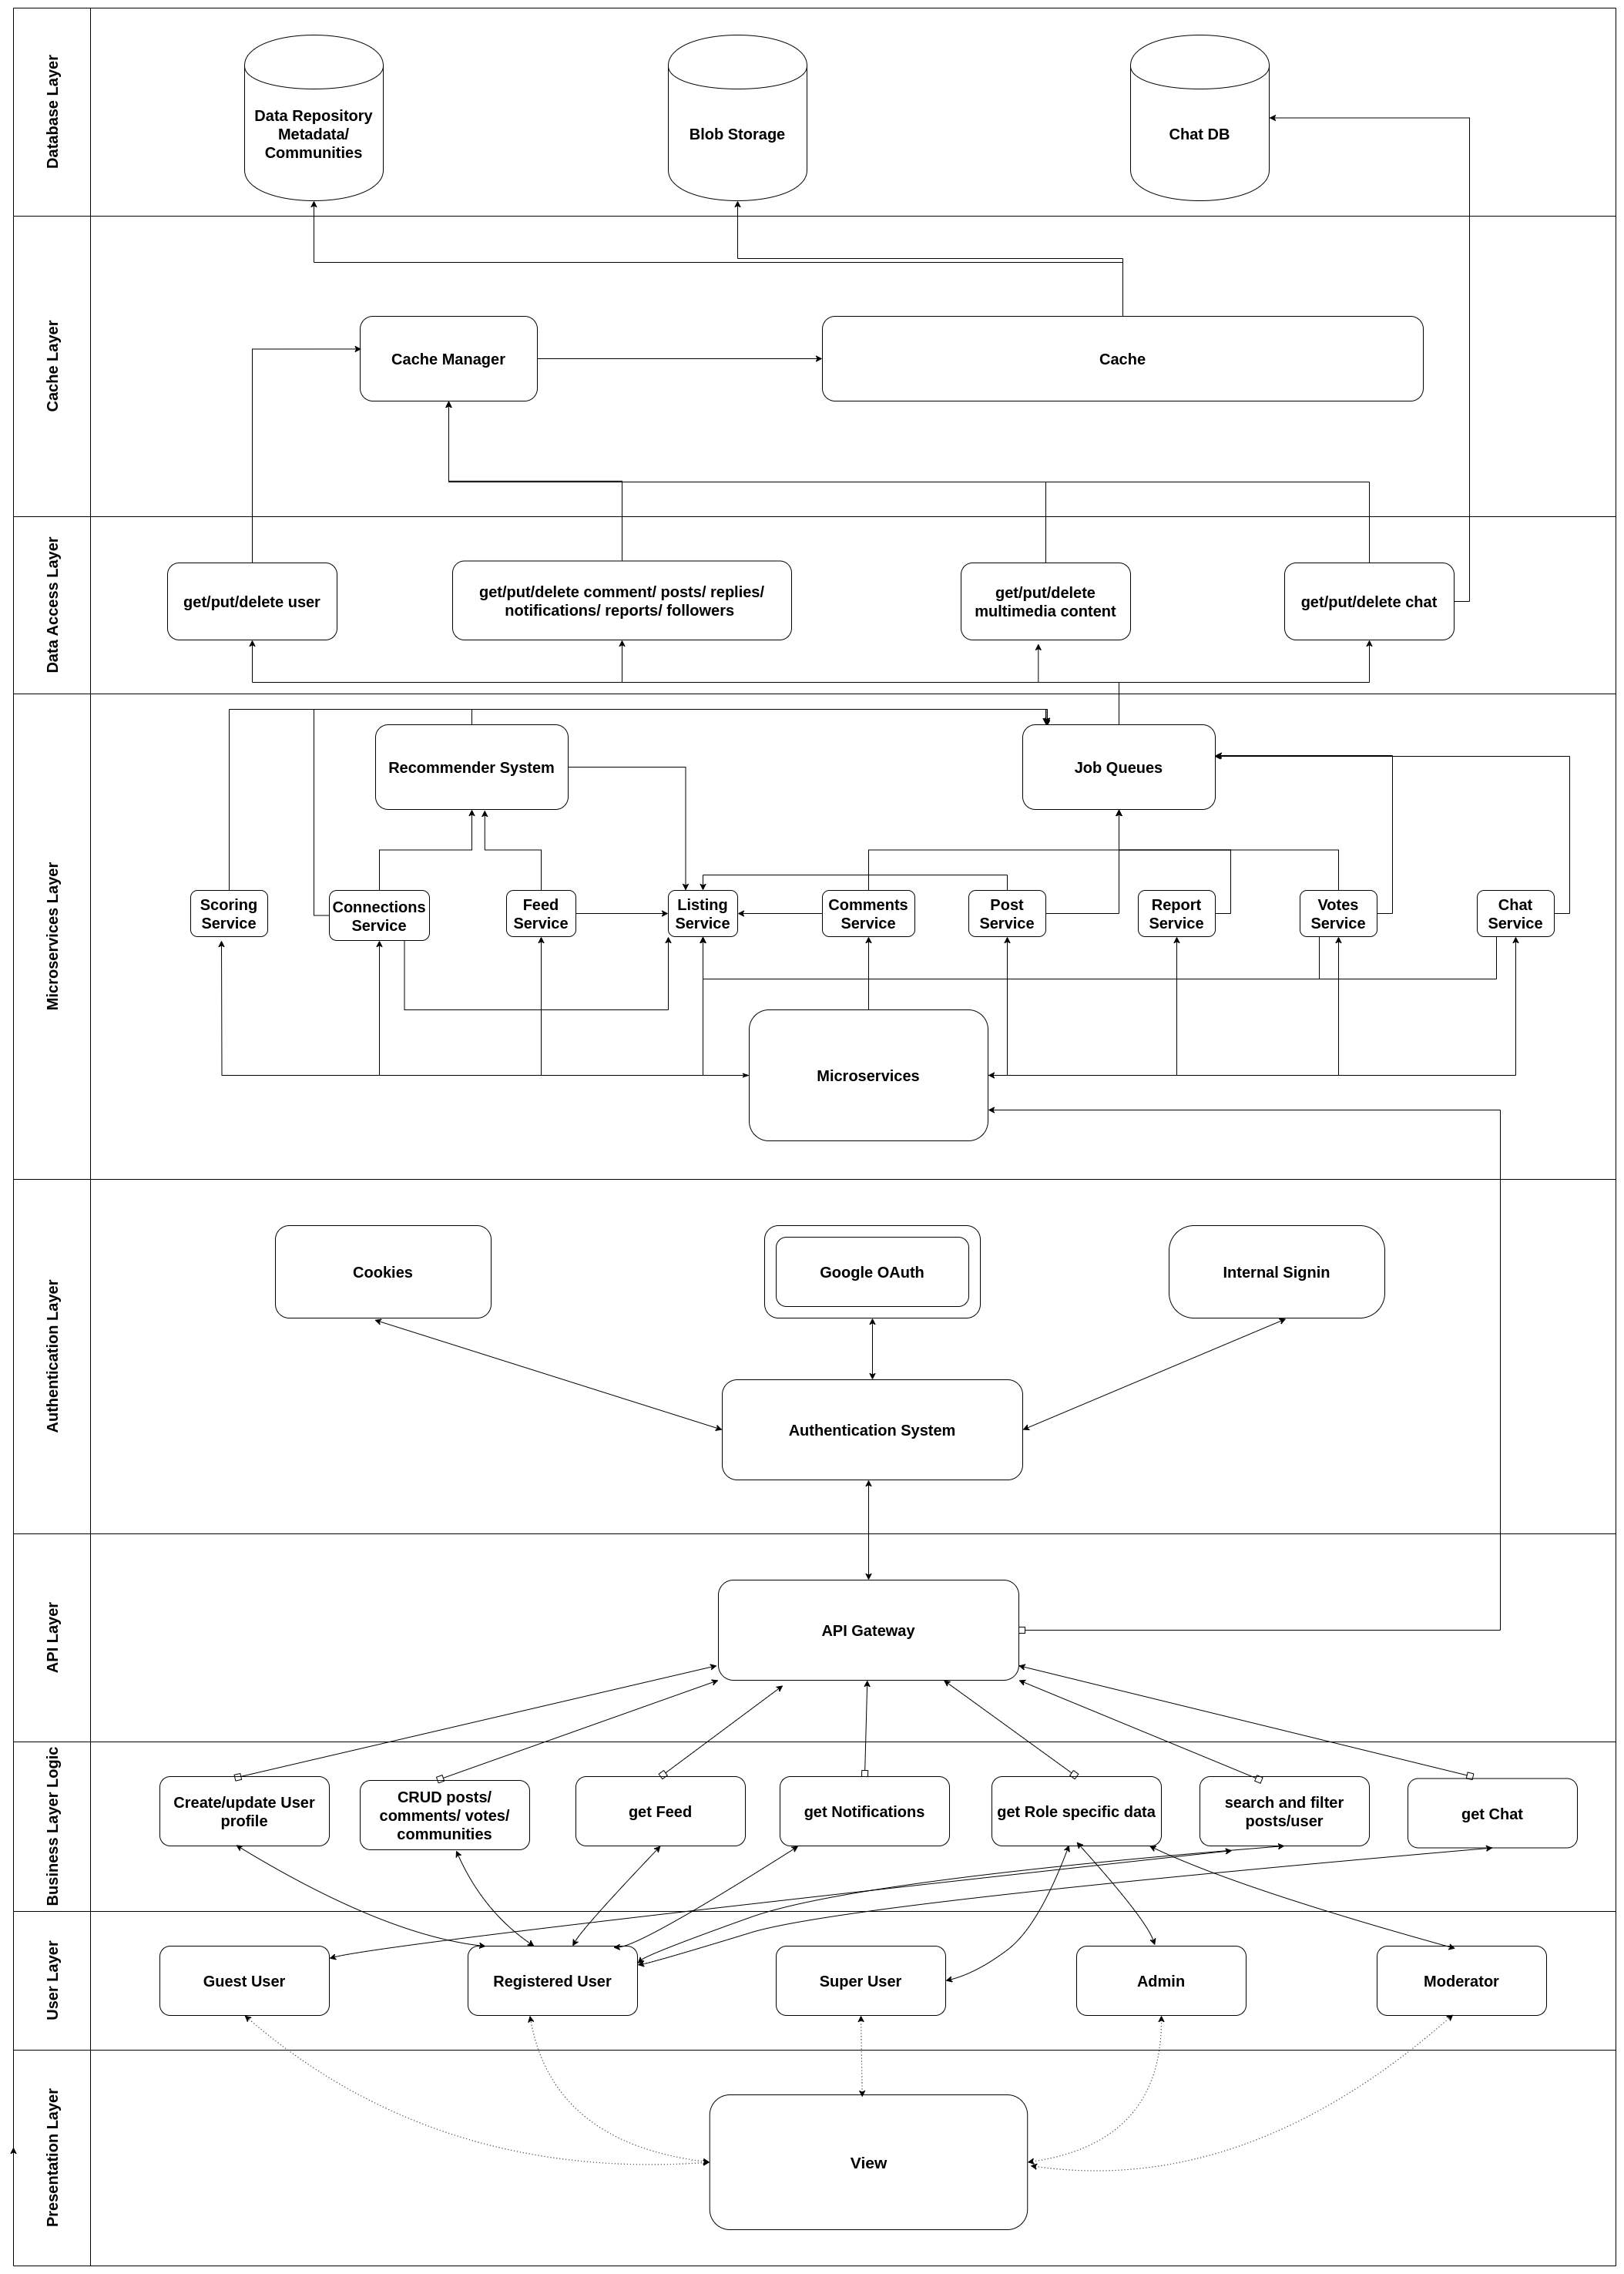 Database Layer
Data Repository
Metadata/
Communities
Blob Storage
Chat DB
Cache Layer
Cache Manager
Cache
Data Access Layer
get/put/delete user
get/put/delete comment/ posts/ replies/
notifications/ reports/ followers
get/put/delete
multimedia content
get/put/delete chat
Microservices Layer
Recommender System
Job Queues
Scoring
Service
Connections
Service
Feed
Service
Listing
Service
Comments
Service
Post
Service
Report
Service
Votes
Service
Chat
Service
Microservices
Authentication Layer
Cookies
Google OAuth
Internal Signin
Authentication System
API Layer
API Gateway
Business Layer Logic
Create/update User
profile
CRUD posts/
comments/ votes/
communities
get Feed
get Notifications
get Role specific data
search and filter
posts/user
get Chat
User Layer
Guest User
Registered User
Super User
Admin
Moderator
Presentation Layer
View